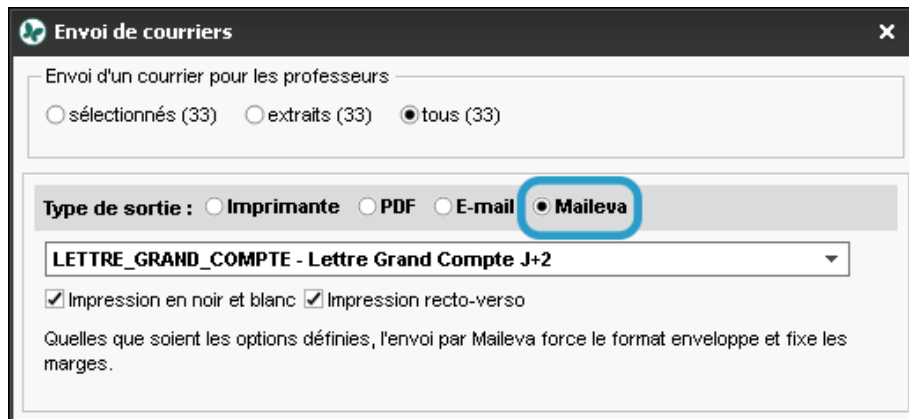 Envoi de courriers
Envoi d'un courrier pour les professeurs
sélectionnés (33) extraits (33) tous (33)
Type de sortie : Imprimante PDF E-mail Maileva
LETTRE_GRAND_COMPTE - Lettre Grand Compte J+2
Impression en noir et blanc Impression recto-verso
Quelles que soient les options définies, l'envoi par Maileva force le format enveloppe et fixe les
marges.